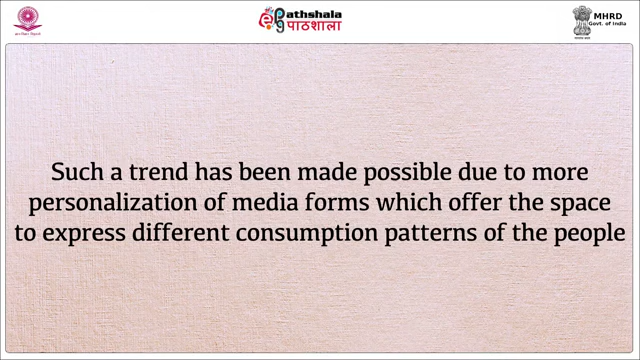 Pathshala
पाठशाला
MHRD
Govt. of India
Such a trend has been made possible due to more
personalization of media forms which offer the space
to express different consumption patterns of the people